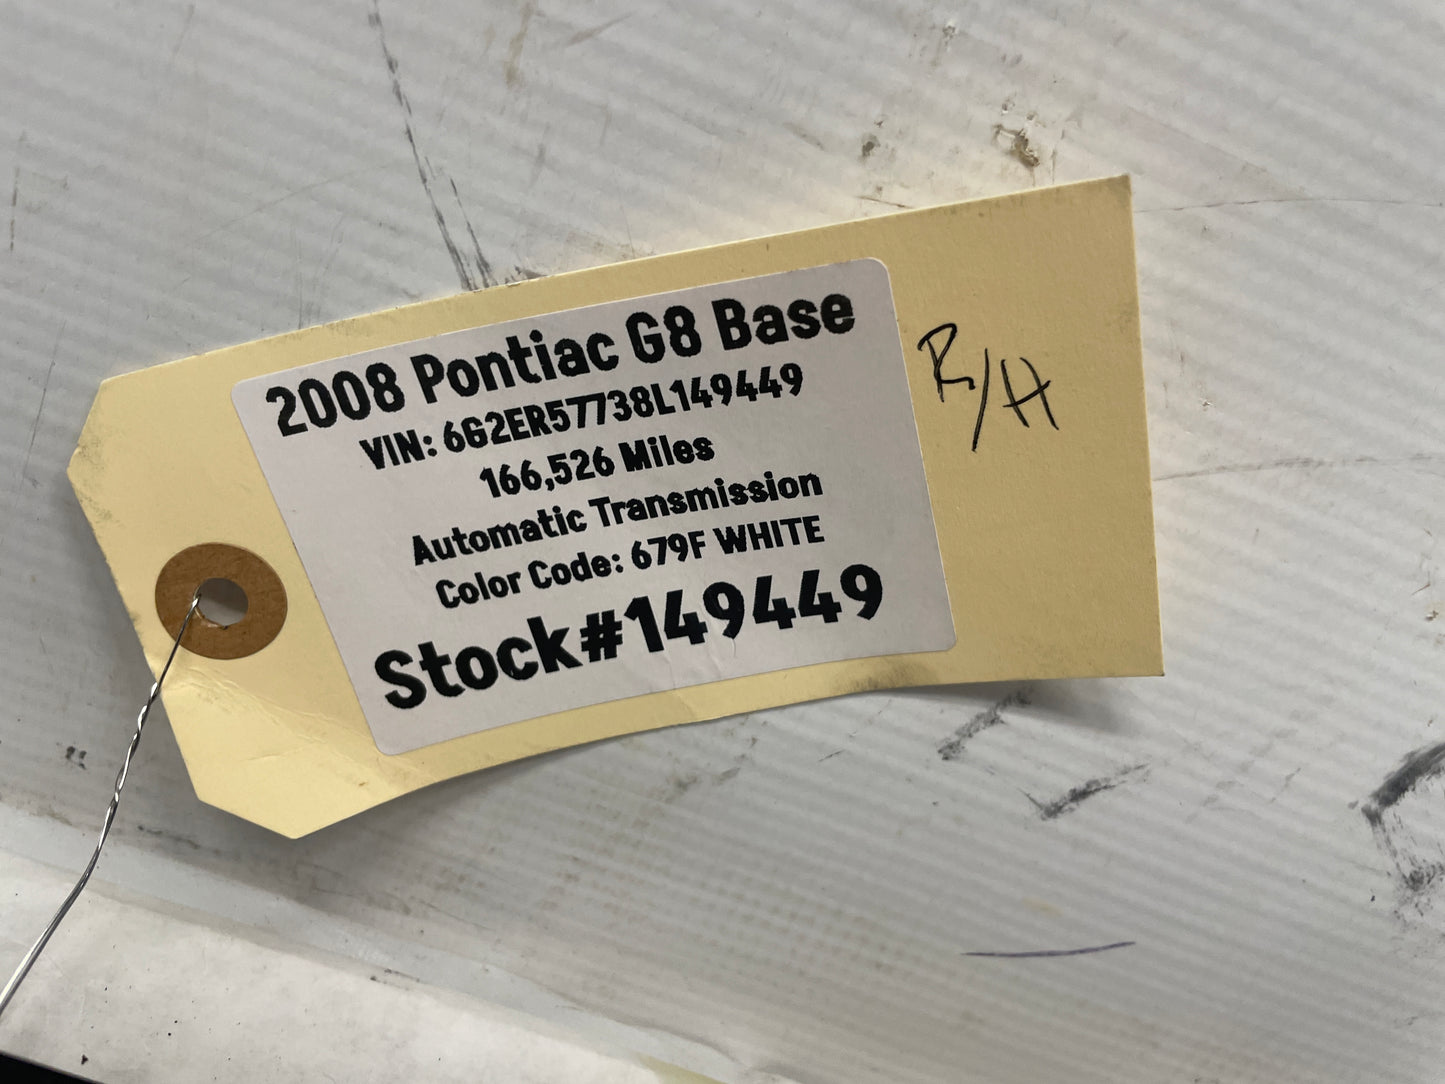 2008 Pontiac G8 Base
VIN: 6G2ER57738L149449
166,526 Miles
Automatic Transmission
Color Code: 679F WHITE
Stock#149449
R/H